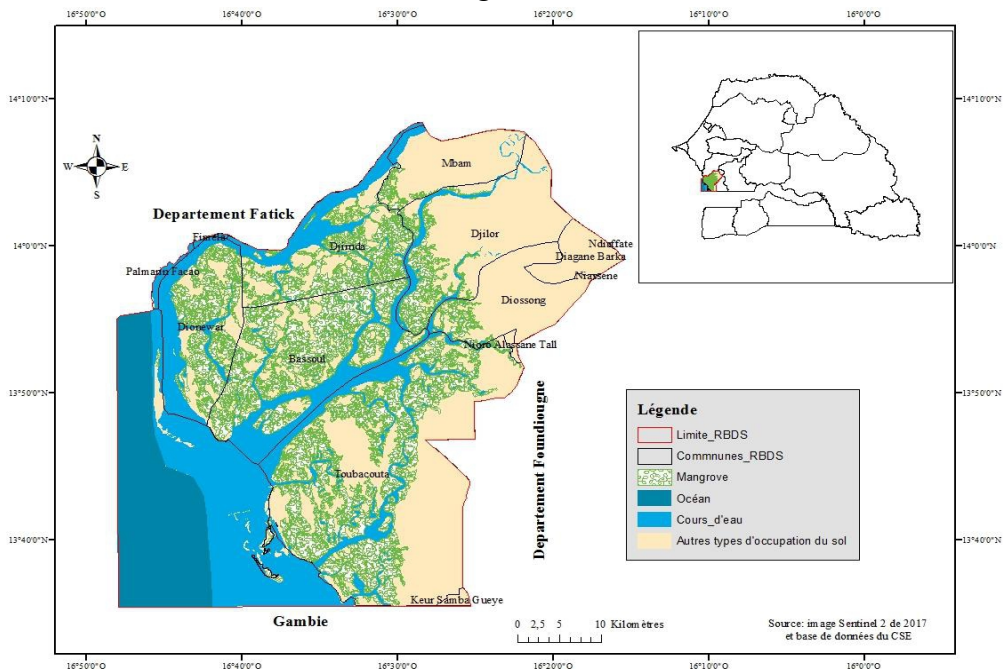 16°50'0"O 16°40'0"O 16°30'0"O 16°20'0"O 16°10'0"O 16°0'0"O
14°10'0"N 14°10'0"N
N
W E
S
Mbam
Departement Fatick
Fimela
Djirnda
Djilor
Ndiaffate
14°0'0"N 14°0'0"N
Diagane Barka
Palmarin Facao
Niassene
Diossong
Dionewar
Bassoul
Nioro Alassane Tall
13°50'0"N 13°50'0"N
Departement Foundiougne
Légende
Limite_RBDS
Commnunes_RBDS
Mangrove
Océan
Cours_d'eau
Autres types d'occupation du sol
Toubacouta
13°40'0"N 13°40'0"N
Keur Samba Gueye
Gambie
0 2,5 5 10 Kilomètres
Source: image Sentinel 2 de 2017
et base de données du CSE
16°50'0"O 16°40'0"O 16°30'0"O 16°20'0"O 16°10'0"O 16°0'0"O